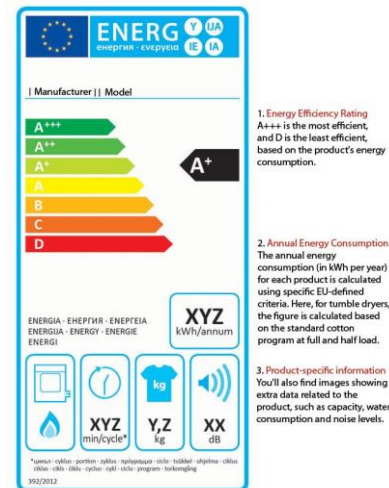 ENERG Y UA
енергия · ενεργεια IE IA
| Manufacturer || Model
A+++
A++
A+
A
B
C
D
A+
ENERGIA · ЕНЕРГИЯ · ΕΝΕΡΓΕΙΑ
ENERGIJA · ENERGY · ENERGIE
ENERGI
XYZ
kWh/annum
XYZ
min/cycle*
kg
Y,Z
kg
XX
dB
392/2012
1. Energy Efficiency Rating
A+++ is the most efficient,
and D is the least efficient,
based on the product's energy
consumption.
2. Annual Energy Consumption
The annual energy
consumption (in kWh per year)
for each product is calculated
using specific EU-defined
criteria. Here, for tumble dryers,
the figure is calculated based
on the standard cotton
program at full and half load.
3. Product-specific information
You'll also find images showing
extra data related to the
product, such as capacity, water
consumption and noise levels.